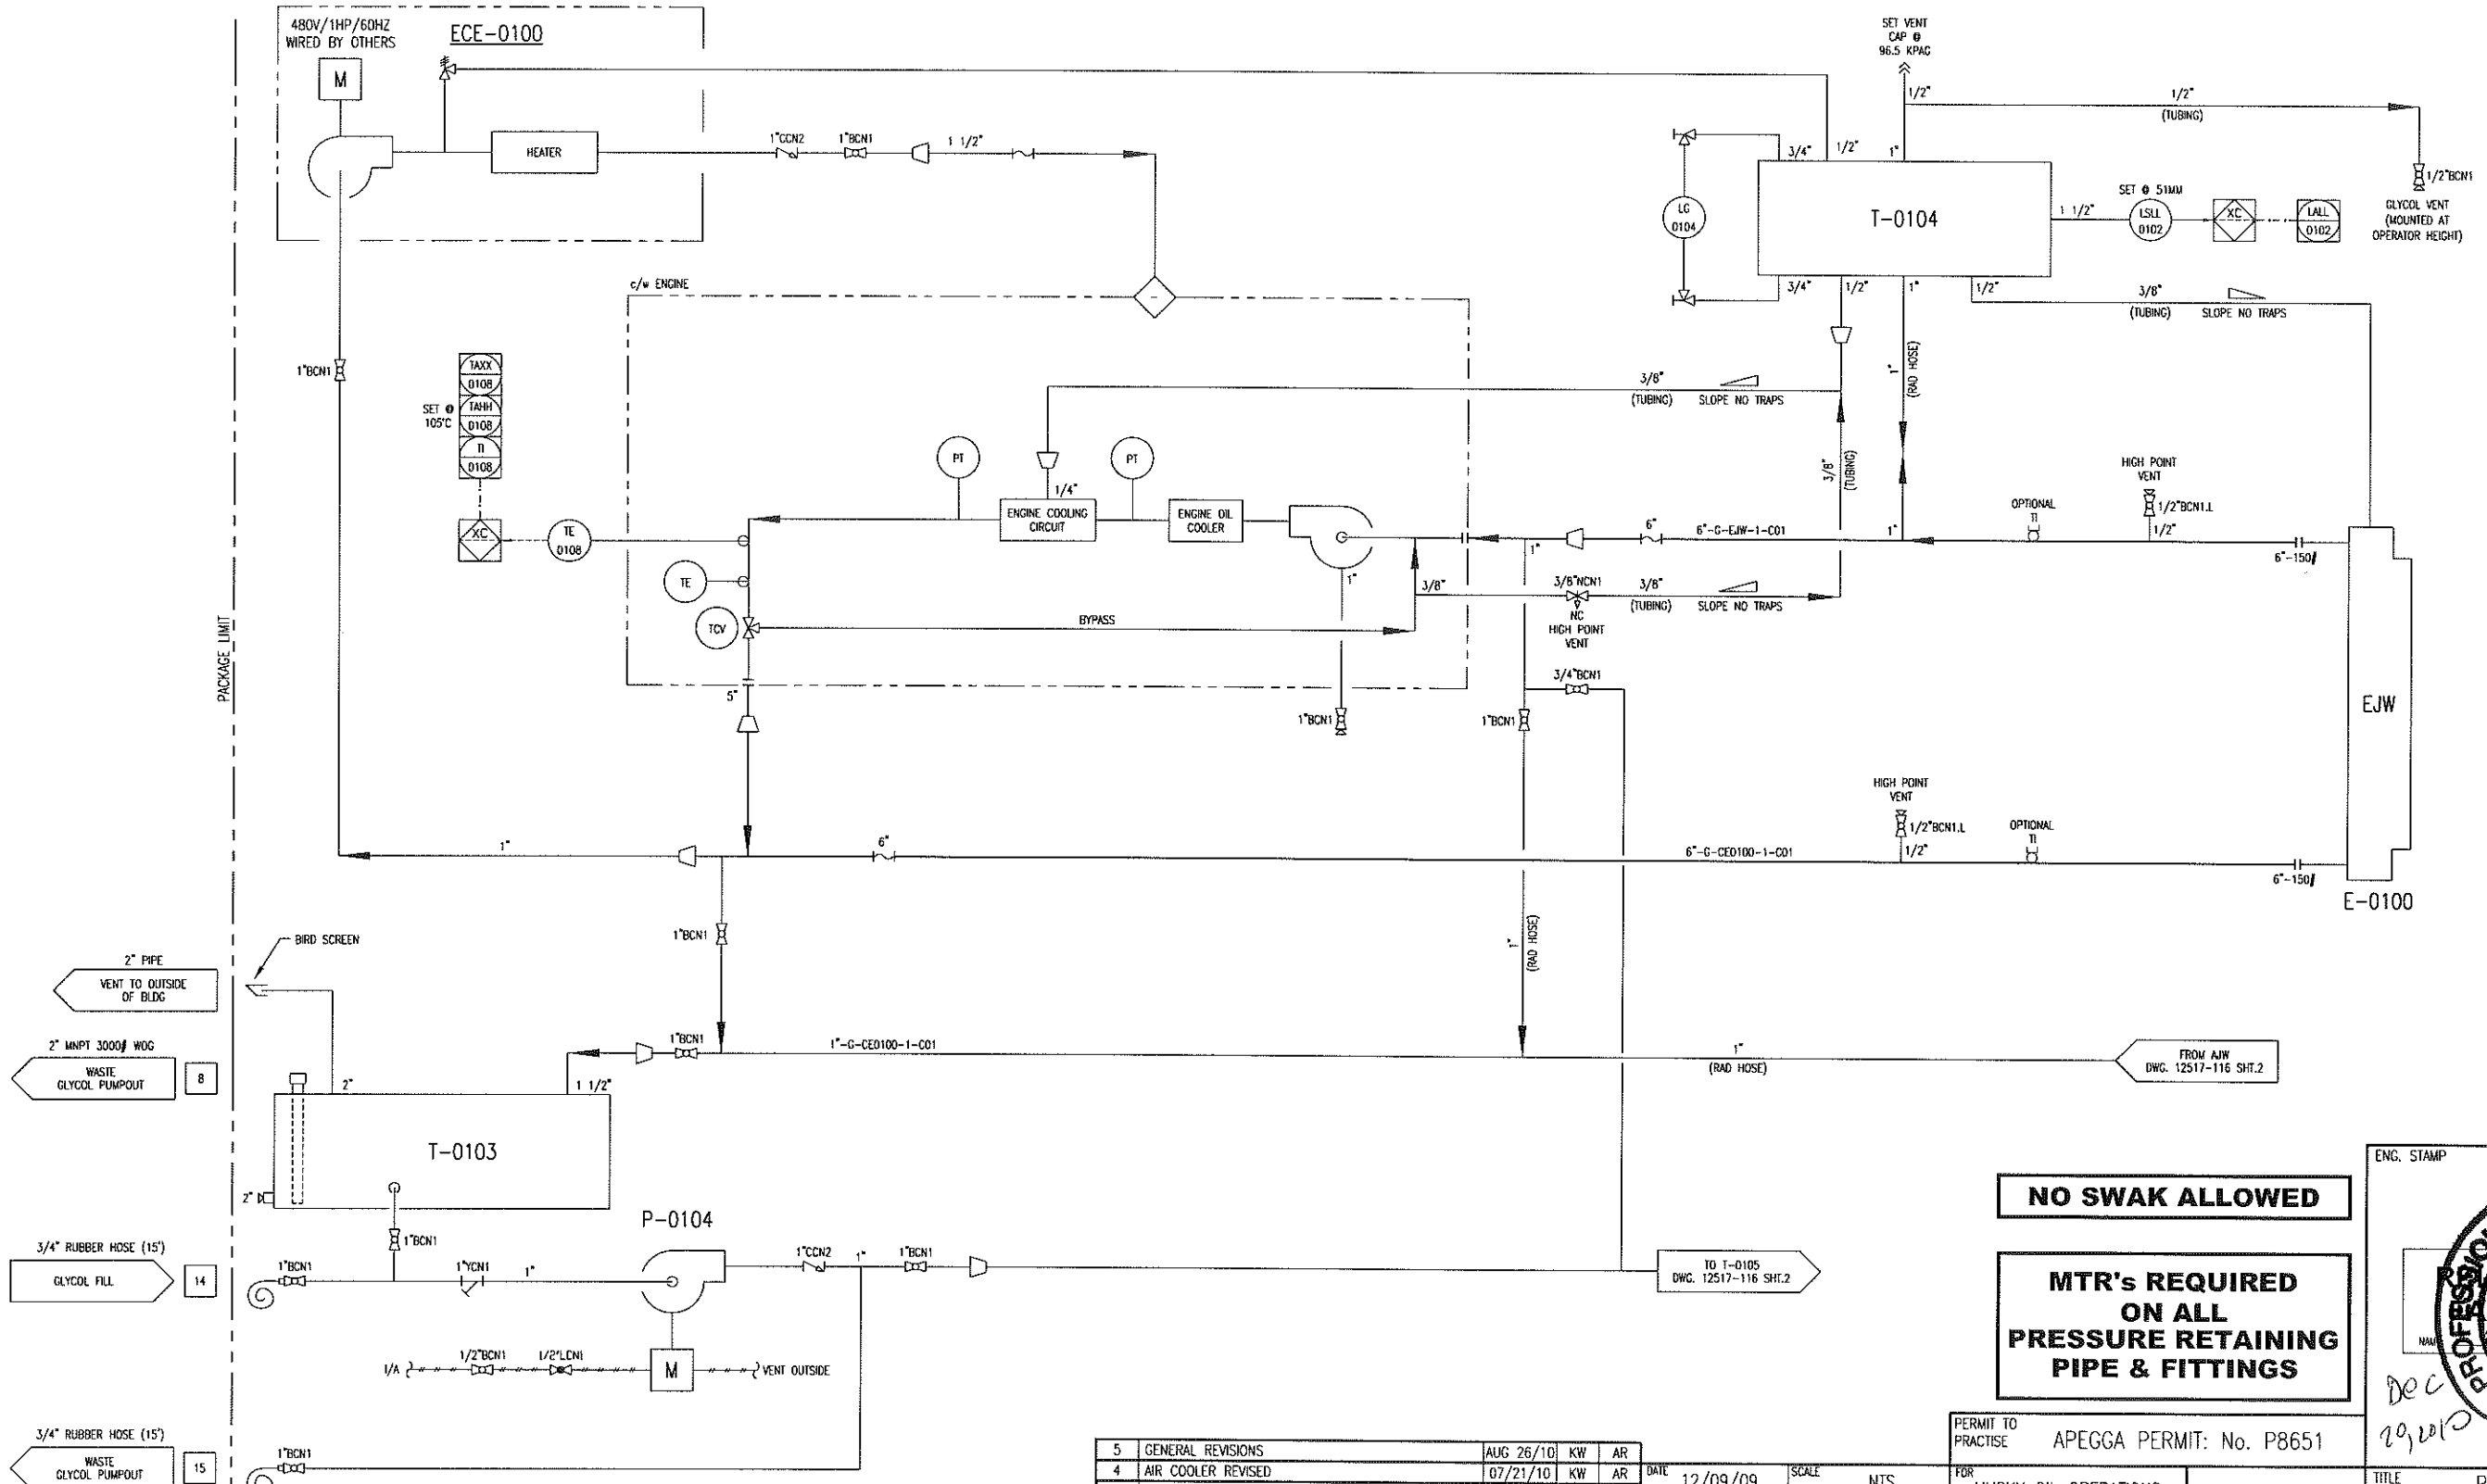 480V/1HP/60HZ
WIRED BY OTHERS
ECE-0100
M
HEATER
1"CCN2
1"BCN1
1 1/2"
SET VENT
CAP @
96.5 KPAG
1/2"
1/2"
(TUBING)
1/2"BCN1
GLYCOL VENT
(MOUNTED AT
OPERATOR HEIGHT)
3/4"
1/2"
1"
LG
0104
T-0104
1 1/2"
SET @ 51MM
LSLL
0102
XC
LALL
0102
3/4"
1/2"
1"
1/2"
3/8"
(TUBING)
SLOPE NO TRAPS
c/w ENGINE
1"BCN1
TAXX
0108
TAHH
0108
TI
0108
SET @
105°C
XC
TE
0108
TE
TCV
PT
PT
1/4"
ENGINE COOLING
CIRCUIT
ENGINE OIL
COOLER
3/8"
(TUBING)
SLOPE NO TRAPS
1"
(RAD HOSE)
3/8"
(TUBING)
HIGH POINT
VENT
1/2"BCN1.L
1/2"
OPTIONAL
TI
6"
6"-G-EJW-1-C01
1"
1"
6"-150#
1"
3/8"
3/8"NCN1
NC
HIGH POINT
VENT
3/8"
(TUBING)
SLOPE NO TRAPS
BYPASS
5"
1"BCN1
3/4"BCN1
1"BCN1
EJW
E-0100
PACKAGE LIMIT
1"
6"
6"-G-CE0100-1-C01
HIGH POINT
VENT
1/2"BCN1.L
1/2"
OPTIONAL
TI
6"-150#
1"BCN1
1"
(RAD HOSE)
BIRD SCREEN
2" PIPE
VENT TO OUTSIDE
OF BLDG
2" MNPT 3000# WOG
WASTE
GLYCOL PUMPOUT
8
2"
1 1/2"
1"BCN1
1"-G-CE0100-1-C01
1"
(RAD HOSE)
FROM AJW
DWG. 12517-116 SHT.2
T-0103
2"
1"BCN1
P-0104
3/4" RUBBER HOSE (15')
GLYCOL FILL
14
1"BCN1
1"YCN1
1"
1"CCN2
1"
1"BCN1
TO T-0105
DWG. 12517-116 SHT.2
I/A
1/2"BCN1
1/2"LCN1
M
VENT OUTSIDE
3/4" RUBBER HOSE (15')
WASTE
GLYCOL PUMPOUT
15
1"BCN1
NO SWAK ALLOWED
MTR's REQUIRED
ON ALL
PRESSURE RETAINING
PIPE & FITTINGS
ENG. STAMP
Dec
20, 2010
PERMIT TO
PRACTISE
APEGGA PERMIT: No. P8651
5 GENERAL REVISIONS AUG 26/10 KW AR
4 AIR COOLER REVISED 07/21/10 KW AR
DATE 12/09/09
SCALE NTS
FOR
TITLE